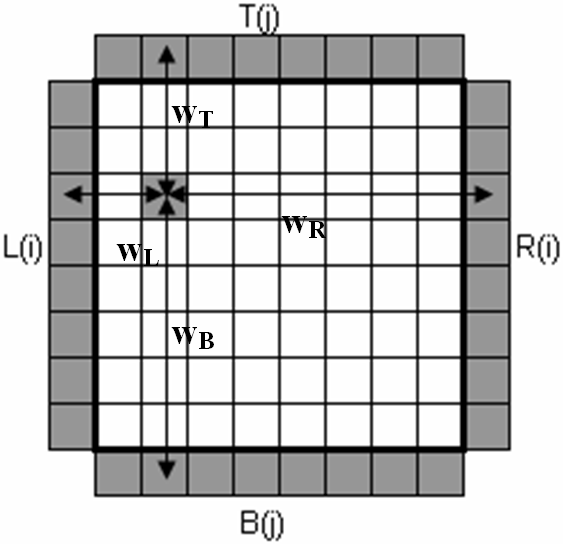 T(j)
wT
L(i)
wL
wR
R(i)
wB
B(j)